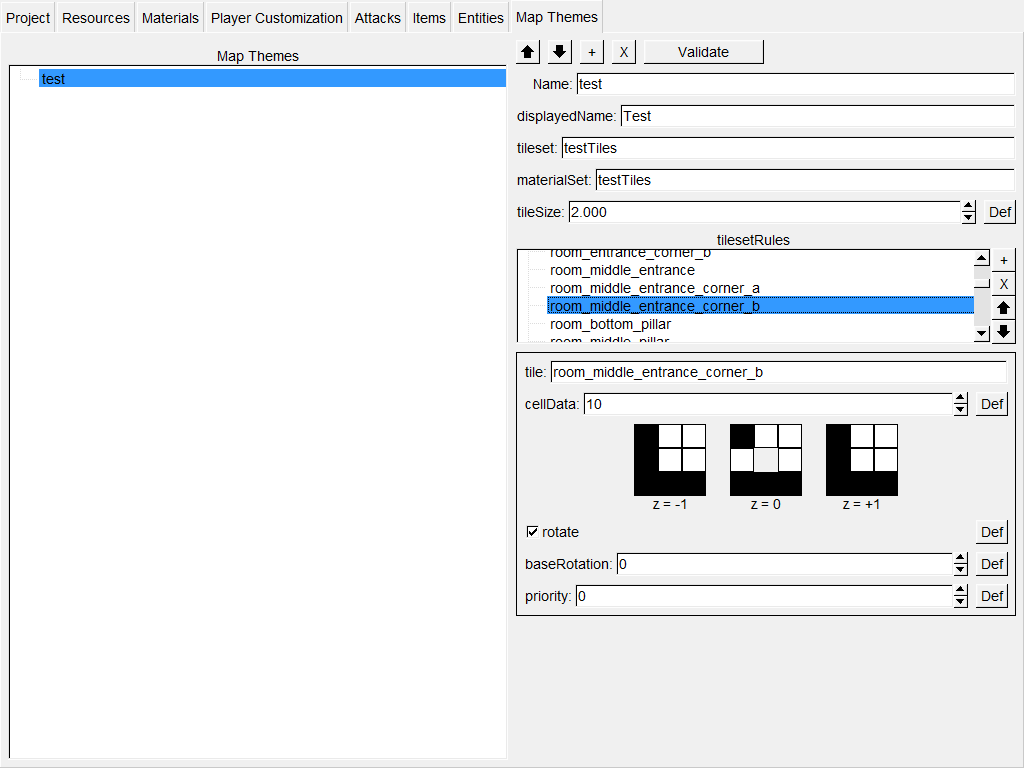 Project Resources Materials Player Customization Attacks Items Entities Map Themes
Map Themes
test
+ X Validate
Name: test
displayedName: Test
tileset: testTiles
materialSet: testTiles
tileSize: 2.000 Def
tilesetRules
room_entrance_corner_b
room_middle_entrance
room_middle_entrance_corner_a
room_middle_entrance_corner_b
room_bottom_pillar
room_middle_pillar
+
X
tile: room_middle_entrance_corner_b
cellData: 10 Def
z = -1 z = 0 z = +1
rotate Def
baseRotation: 0 Def
priority: 0 Def